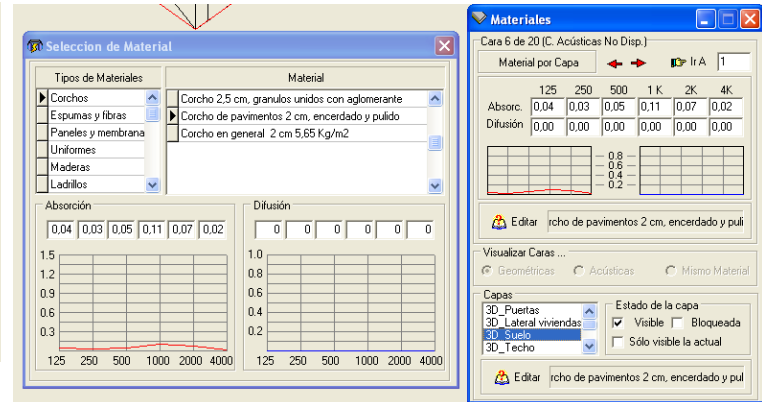 Seleccion de Material
Tipos de Materiales
Material
Corchos
Espumas y fibras
Paneles y membrana
Uniformes
Maderas
Ladrillos
Corcho 2,5 cm, granulos unidos con aglomerante
Corcho de pavimentos 2 cm, encerdado y pulido
Corcho en general 2 cm 5,65 Kg/m2
Absorción
0,04 0,03 0,05 0,11 0,07 0,02
1.5
1.2
0.9
0.6
0.3
125 250 500 1000 2000 4000
Difusión
0 0 0 0 0 0
1.0
0.8
0.6
0.4
0.2
125 250 500 1000 2000 4000
Materiales
Cara 6 de 20 (C. Acústicas No Disp.)
Material por Capa
Ir A 1
125 250 500 1 K 2K 4K
Absorc. 0,04 0,03 0,05 0,11 0,07 0,02
Difusión 0,00 0,00 0,00 0,00 0,00 0,00
0.8
0.6
0.4
0.2
Editar rcho de pavimentos 2 cm, encerdado y puli
Visualizar Caras ...
Geométricas Acústicas Mismo Material
Capas
3D_Puertas
3D_Lateral viviendas
3D_Suelo
3D_Techo
Estado de la capa
Visible Bloqueada
Sólo visible la actual
Editar rcho de pavimentos 2 cm, encerdado y pul